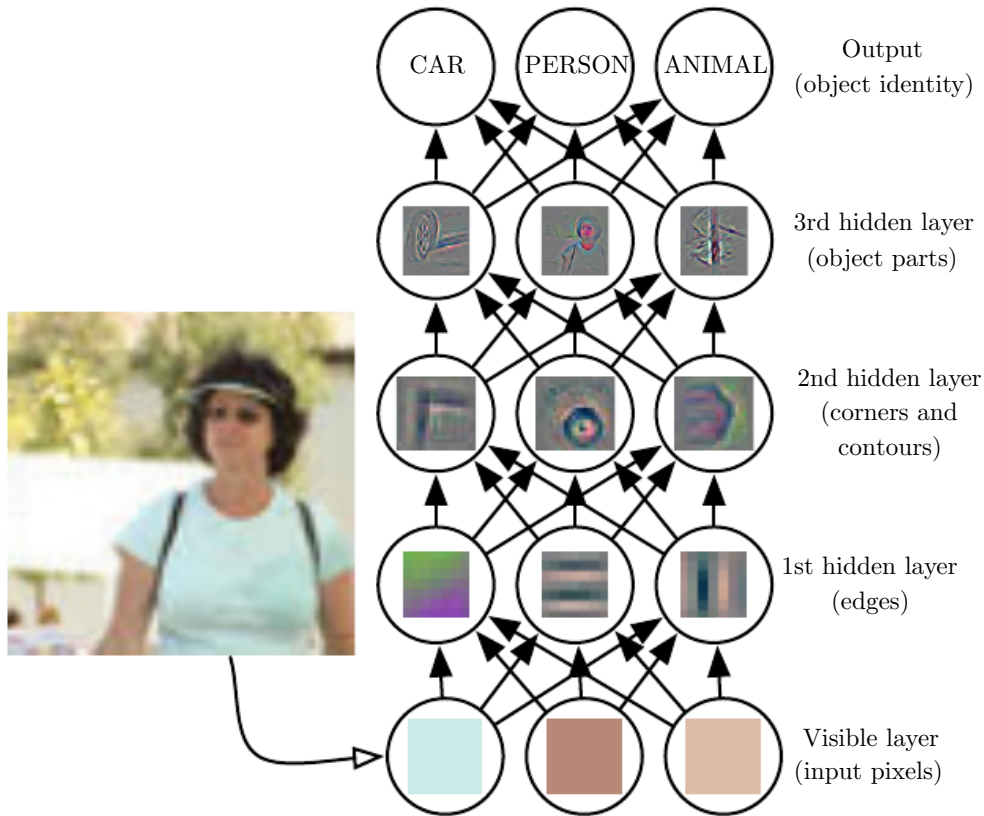 CAR
PERSON
ANIMAL
Output
(object identity)
3rd hidden layer
(object parts)
2nd hidden layer
(corners and
contours)
1st hidden layer
(edges)
Visible layer
(input pixels)